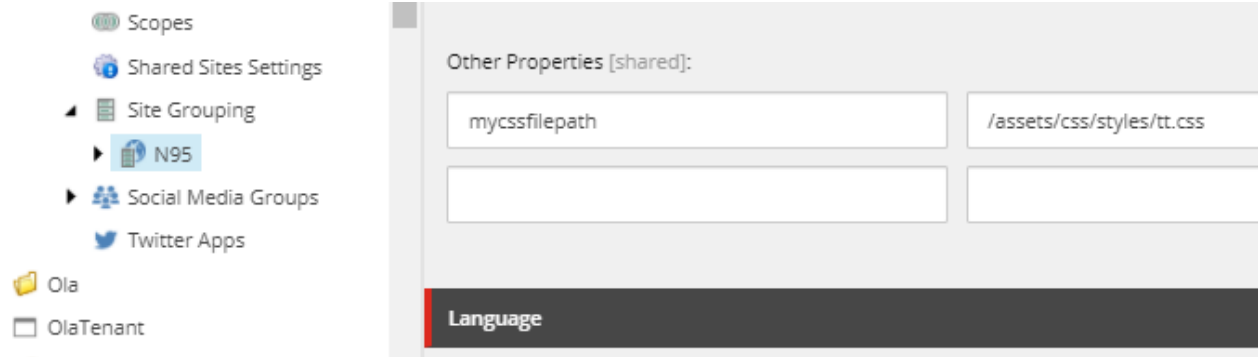 Scopes
Shared Sites Settings
Site Grouping
N95
Social Media Groups
Twitter Apps
Ola
OlaTenant
Other Properties [shared]:
mycssfilepath /assets/css/styles/tt.css
Language